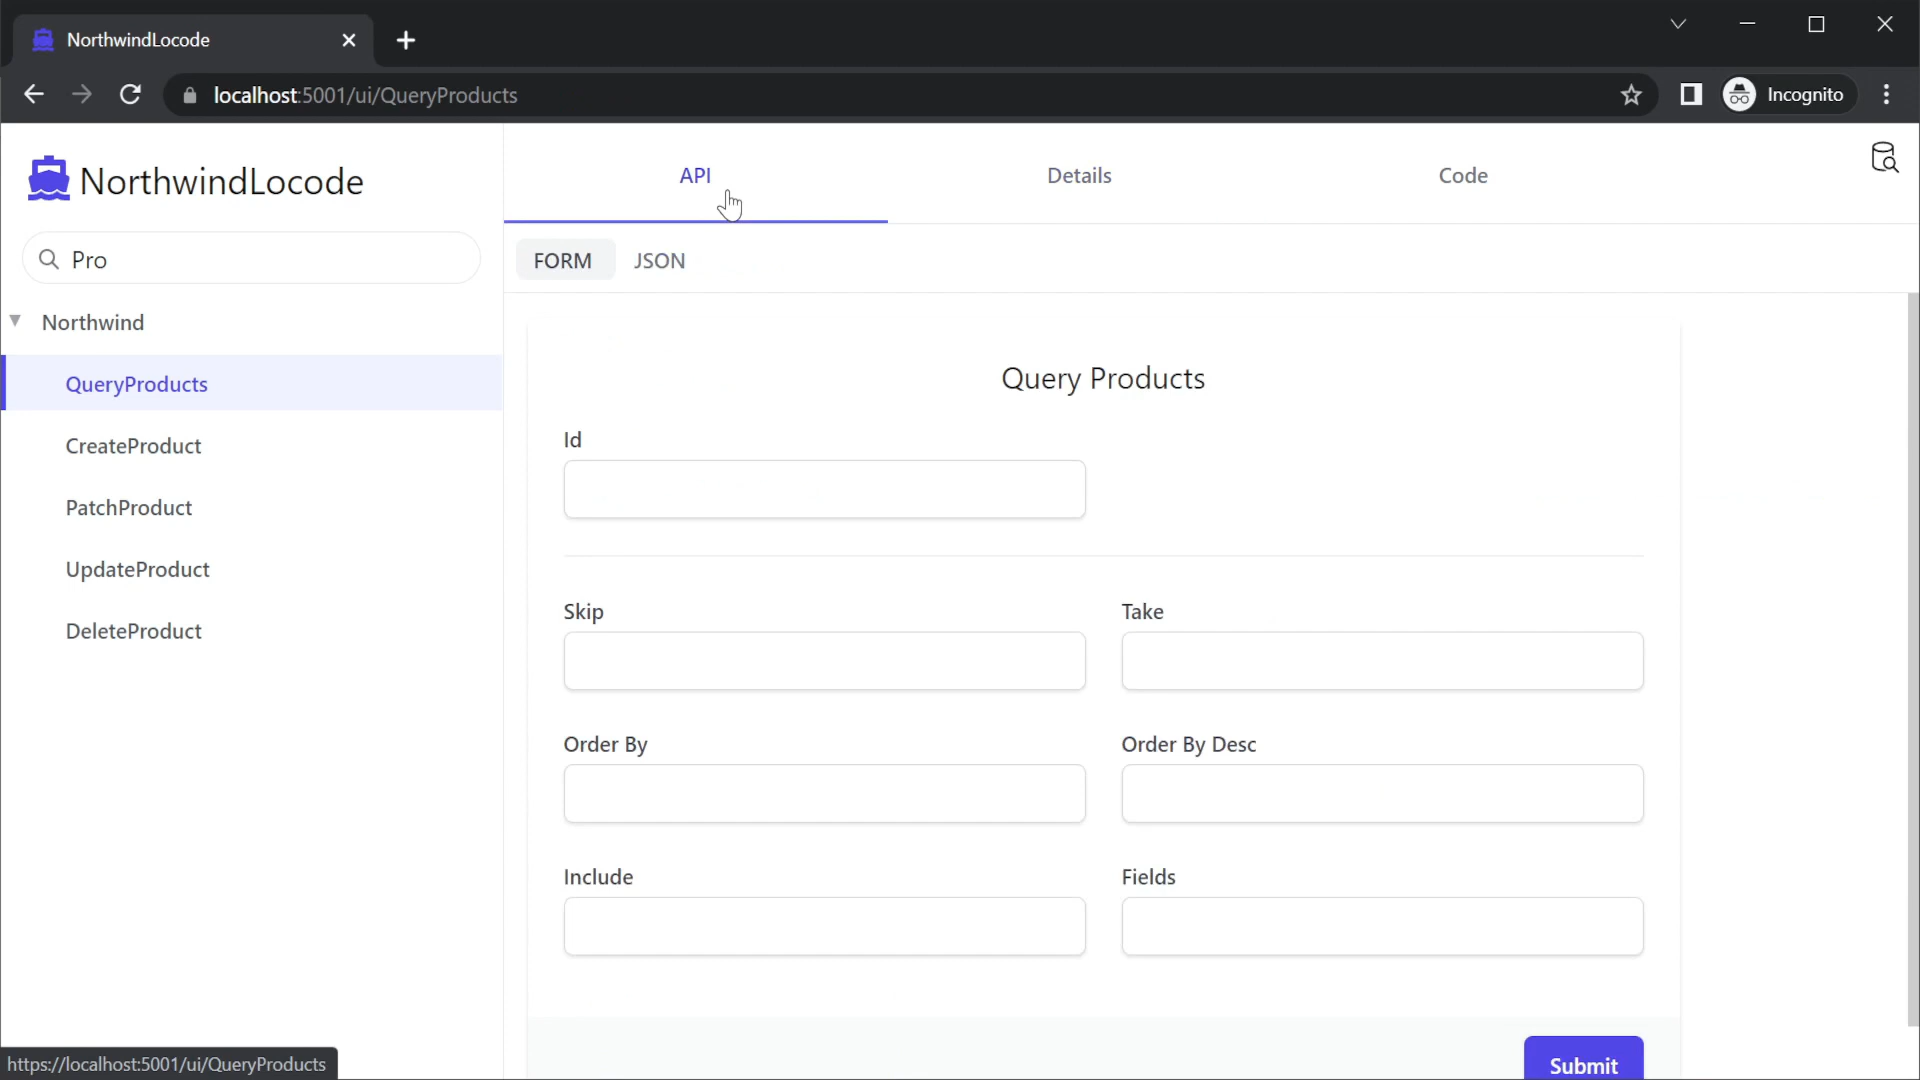 NorthwindLocode
localhost:5001/ui/QueryProducts
Incognito
NorthwindLocode
API
Details
Code
Pro
FORM
JSON
Northwind
QueryProducts
CreateProduct
PatchProduct
UpdateProduct
DeleteProduct
Query Products
Id
Skip
Take
Order By
Order By Desc
Include
Fields
Submit
https://localhost:5001/ui/QueryProducts